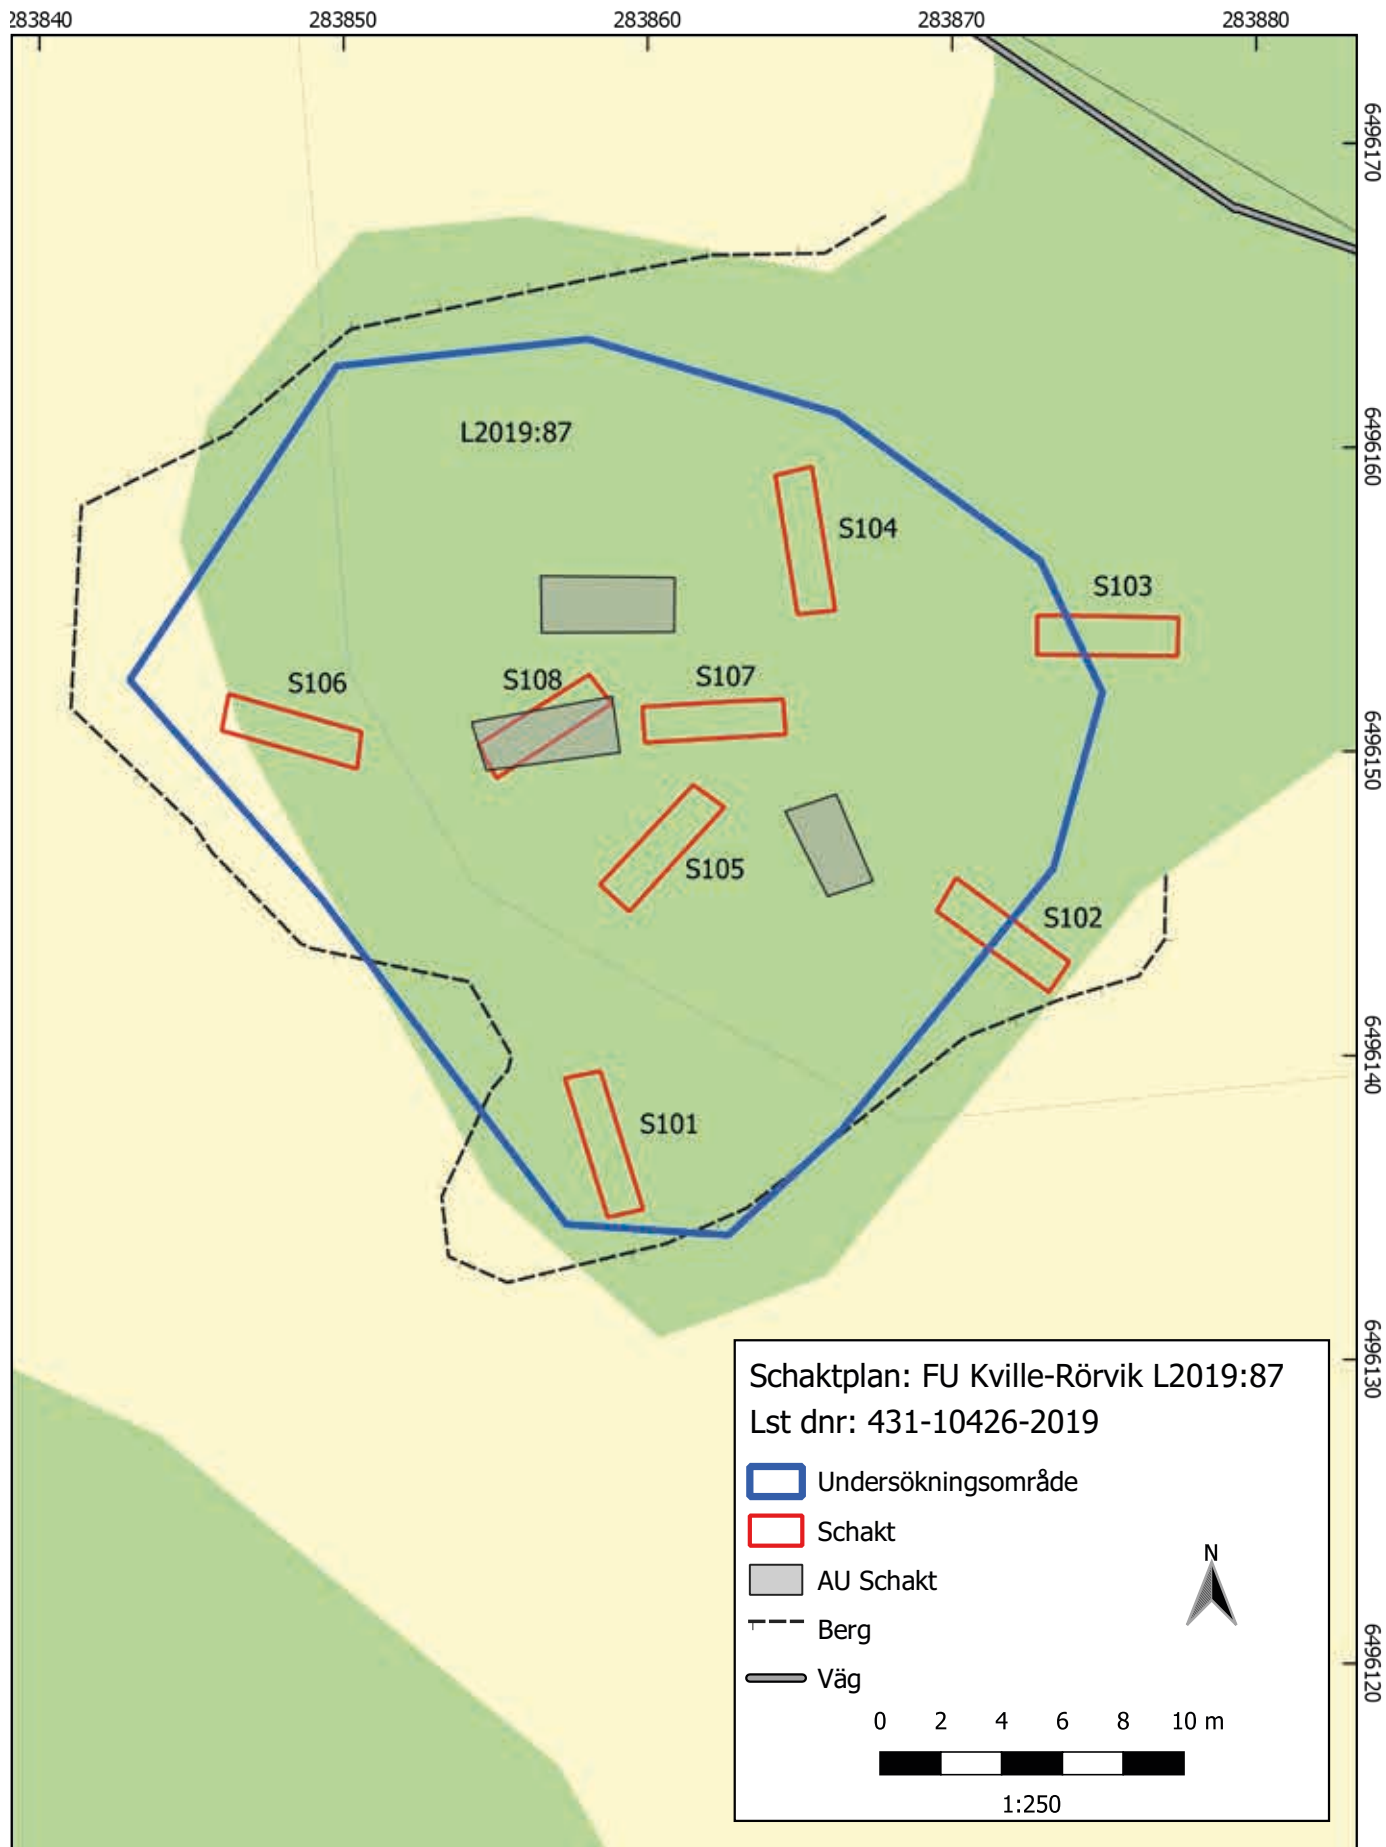 283840 283850 283860 283870 283880
6496170
L2019:87
6496160
S104
S103
S106
S108
S107
6496150
S105
S102
6496140
S101
6496130
Schaktplan: FU Kville-Rörvik L2019:87
Lst dnr: 431-10426-2019
Undersökningsområde
Schakt
AU Schakt
N
Berg
Väg
6496120
0 2 4 6 8 10 m
1:250